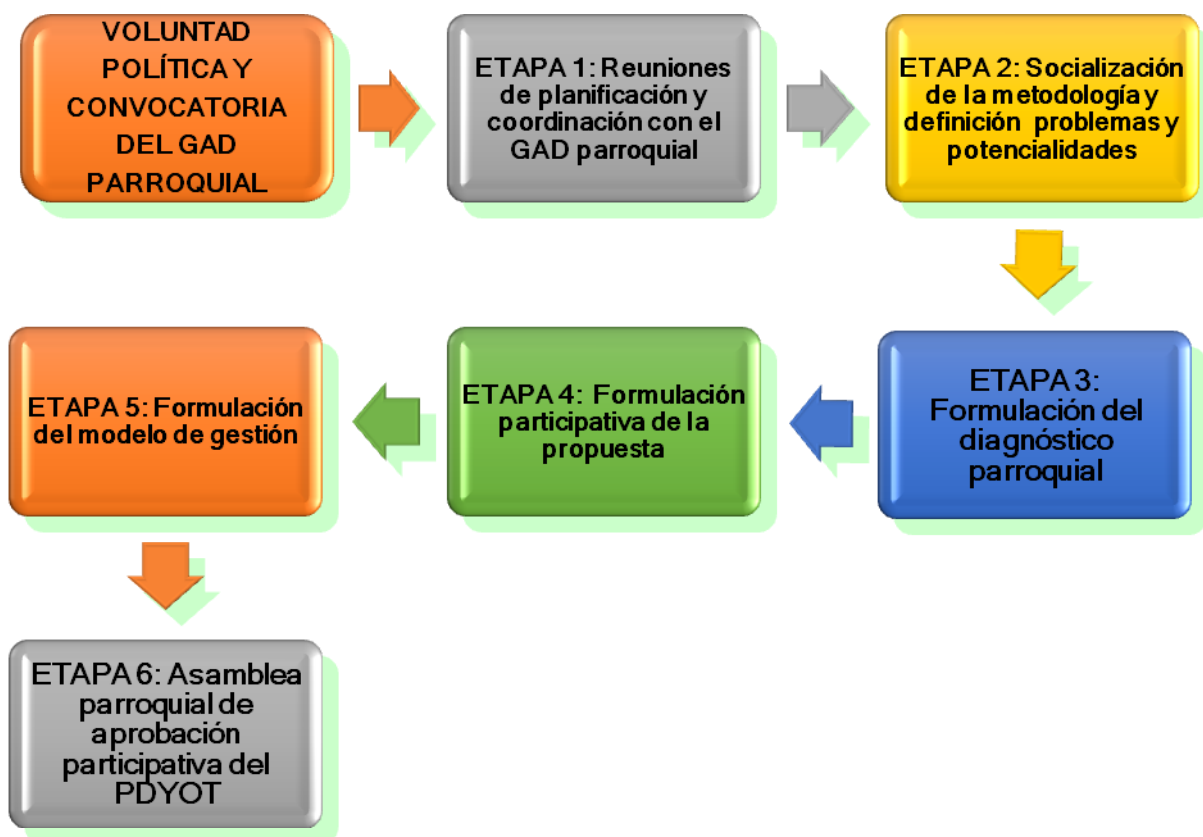 VOLUNTAD
POLÍTICA Y
CONVOCATORIA
DEL GAD
PARROQUIAL
ETAPA 1: Reuniones
de planificación y
coordinación con el
GAD parroquial
ETAPA 2: Socialización
de la metodología y
definición problemas y
potencialidades
ETAPA 3:
Formulación del
diagnóstico
parroquial
ETAPA 4: Formulación
participativa de la
propuesta
ETAPA 5: Formulación
del modelo de gestión
ETAPA 6: Asamblea
parroquial de
aprobación
participativa del
PDYOT